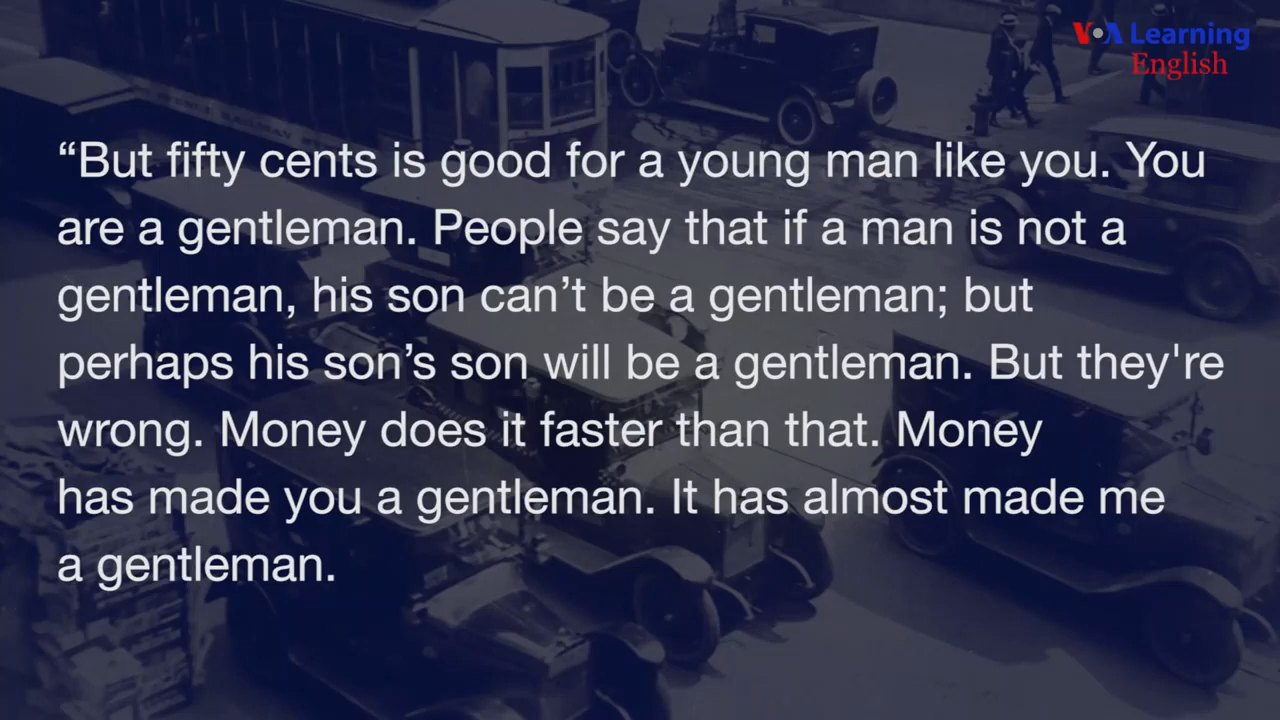 VOA Learning
English
“But fifty cents is good for a young man like you. You
are a gentleman. People say that if a man is not a
gentleman, his son can’t be a gentleman; but
perhaps his son’s son will be a gentleman. But they're
wrong. Money does it faster than that. Money
has made you a gentleman. It has almost made me
a gentleman.